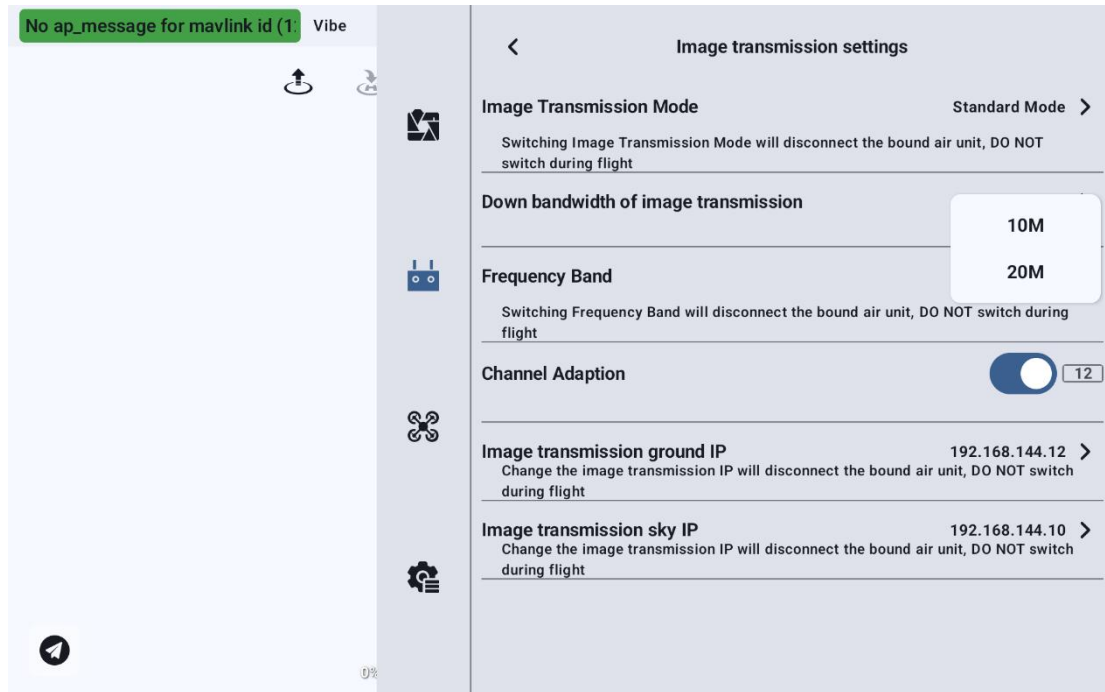 No ap_message for mavlink id (1
Vibe
Image transmission settings
Image Transmission Mode
Standard Mode
Switching Image Transmission Mode will disconnect the bound air unit, DO NOT
switch during flight
Down bandwidth of image transmission
10M
20M
Frequency Band
Switching Frequency Band will disconnect the bound air unit, DO NOT switch during
flight
Channel Adaption
12
Image transmission ground IP
192.168.144.12
Change the image transmission IP will disconnect the bound air unit, DO NOT switch
during flight
Image transmission sky IP
192.168.144.10
Change the image transmission IP will disconnect the bound air unit, DO NOT switch
during flight
0%